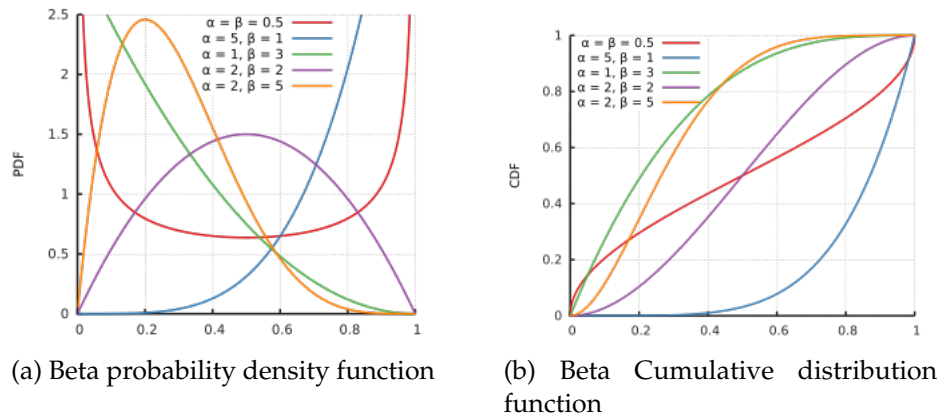 2.5
2
1.5
1
0.5
0
PDF
0 0.2 0.4 0.6 0.8 1
α = β = 0.5
α = 5, β = 1
α = 1, β = 3
α = 2, β = 2
α = 2, β = 5
(a) Beta probability density function
1
0.8
0.6
0.4
0.2
0
CDF
0 0.2 0.4 0.6 0.8 1
α = β = 0.5
α = 5, β = 1
α = 1, β = 3
α = 2, β = 2
α = 2, β = 5
(b) Beta Cumulative distribution
function